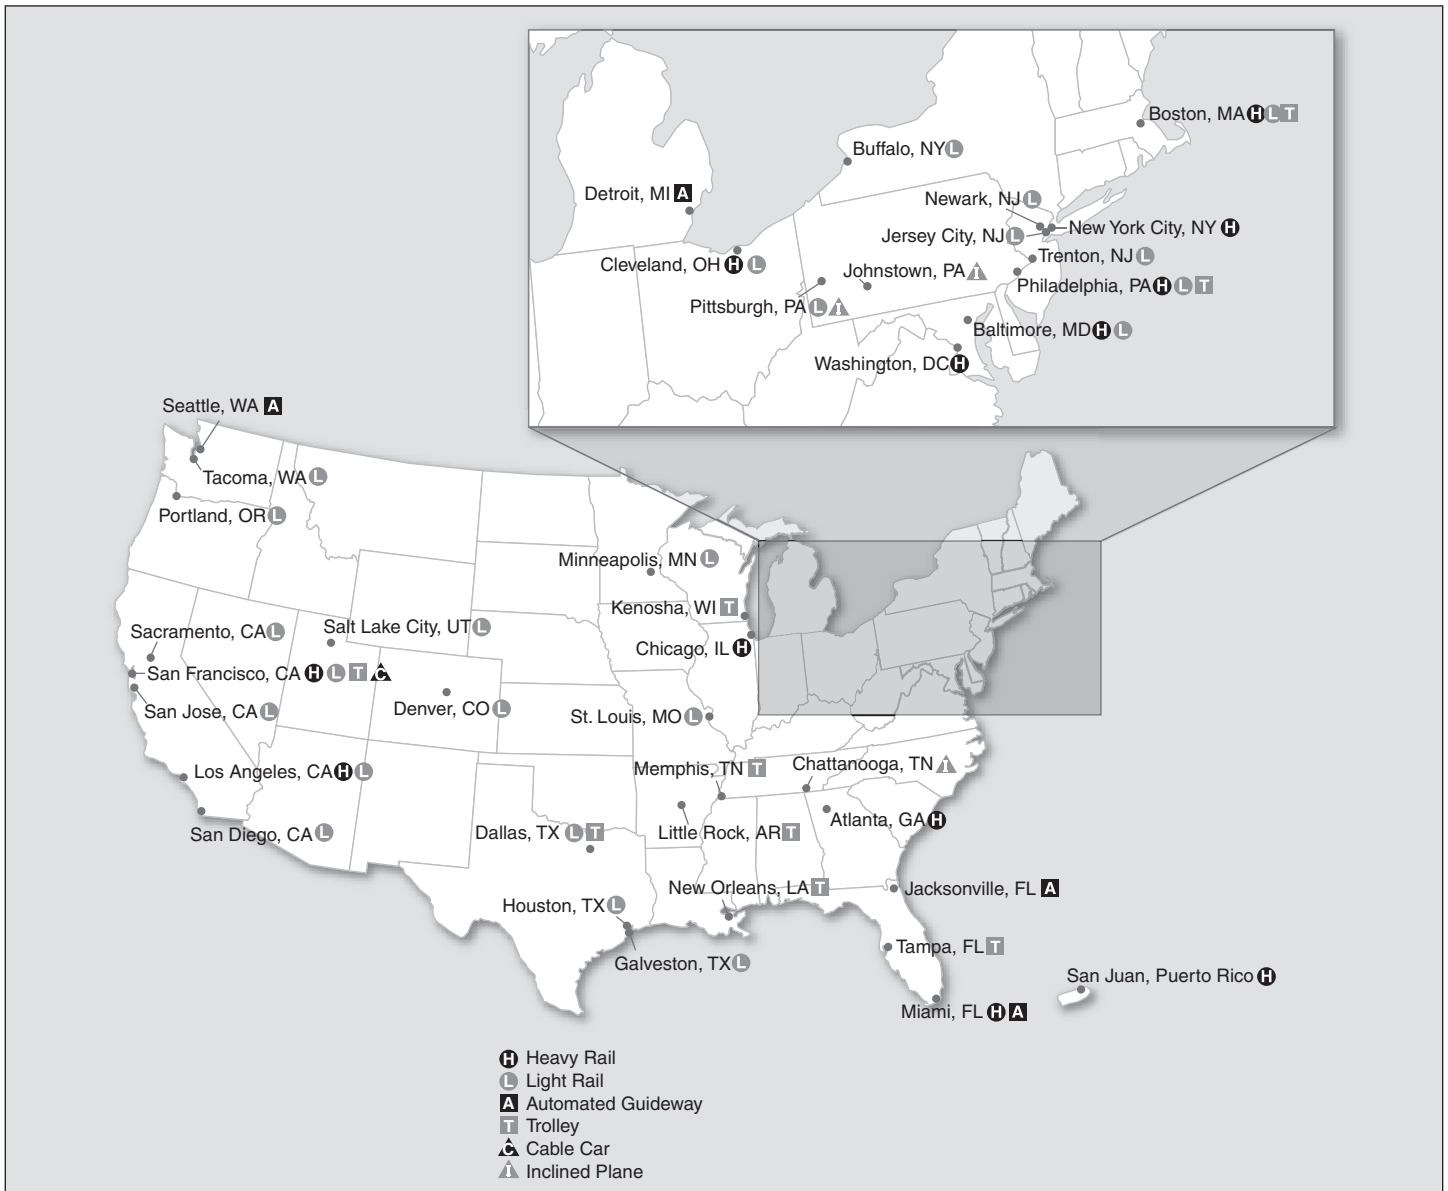 Boston, MA H L T
Buffalo, NY L
Detroit, MI A
Newark, NJ L
New York City, NY H
Jersey City, NJ L
Trenton, NJ L
Cleveland, OH H L
Johnstown, PA I
Philadelphia, PA H L T
Pittsburgh, PA L I
Baltimore, MD H L
Washington, DC H
Seattle, WA A
Tacoma, WA L
Portland, OR L
Minneapolis, MN L
Kenosha, WI T
Salt Lake City, UT L
Sacramento, CA L
Chicago, IL H
San Francisco, CA H L T C
Denver, CO L
San Jose, CA L
St. Louis, MO L
Chattanooga, TN I
Memphis, TN T
Los Angeles, CA H L
Atlanta, GA H
Dallas, TX L T
Little Rock, AR T
San Diego, CA L
New Orleans, LA T
Jacksonville, FL A
Houston, TX L
Tampa, FL T
Galveston, TX L
San Juan, Puerto Rico H
Miami, FL H A
H Heavy Rail
L Light Rail
A Automated Guideway
T Trolley
C Cable Car
I Inclined Plane